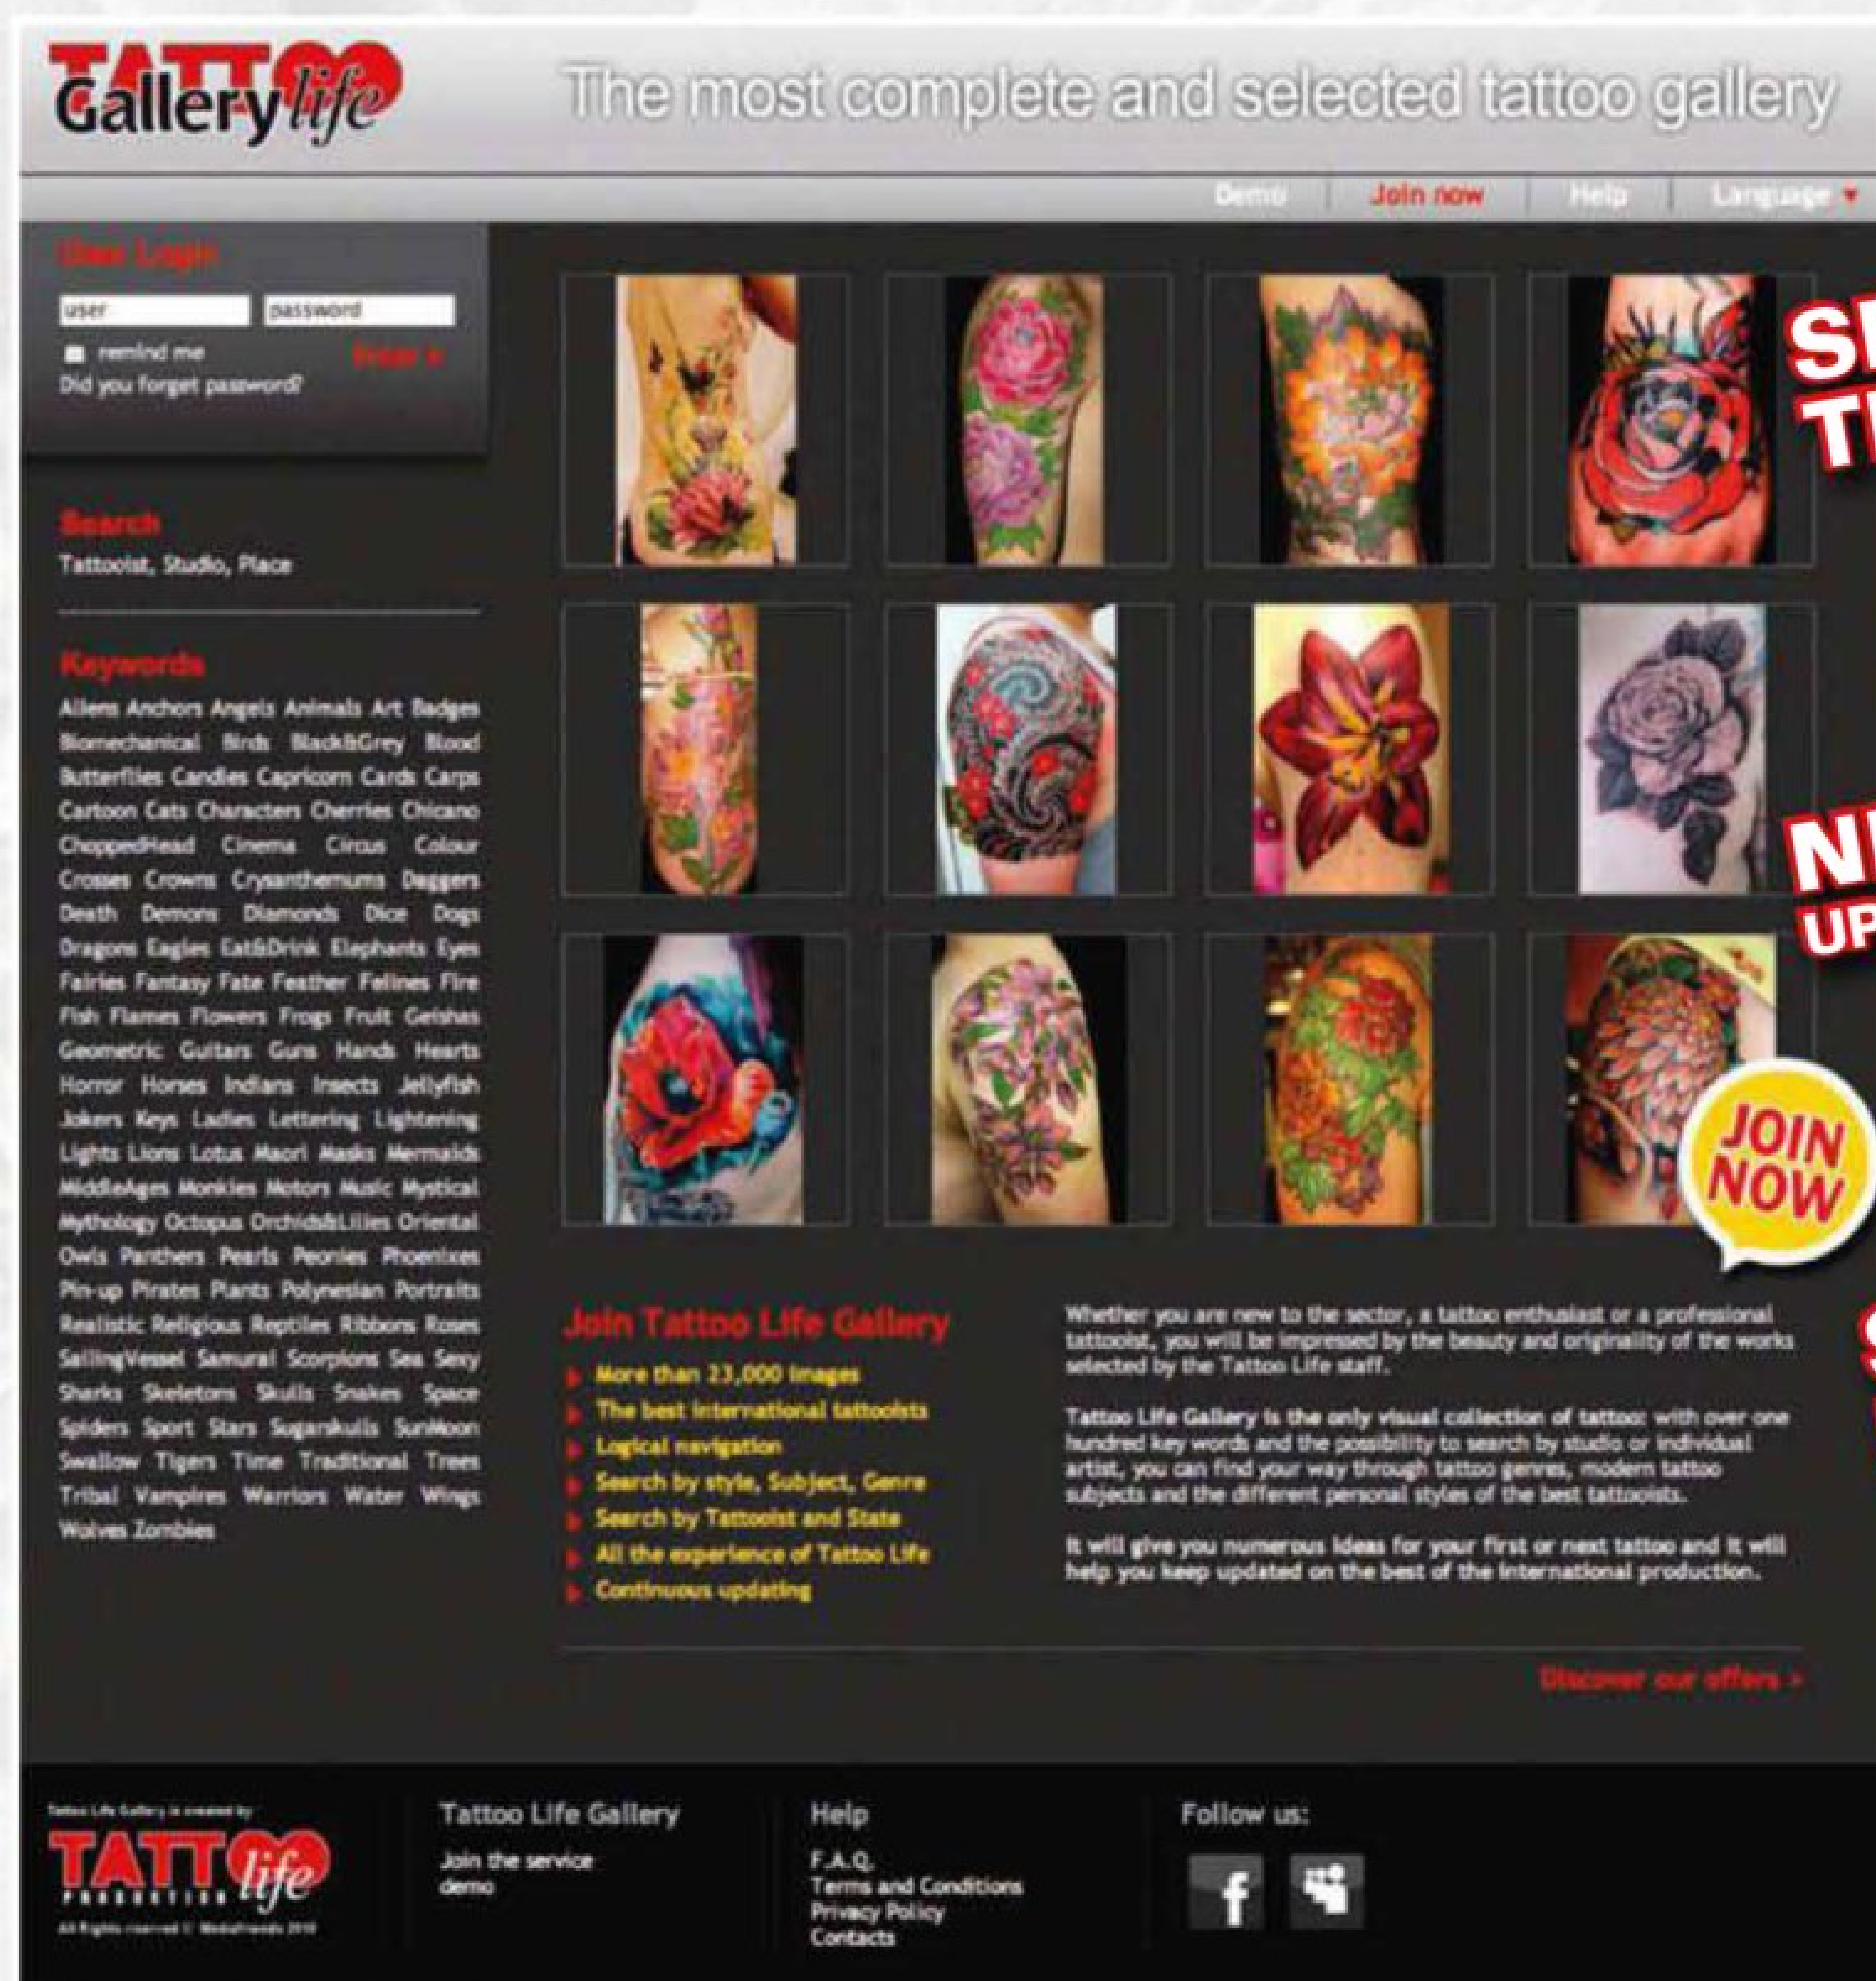 TATTOO
Gallery life
The most complete and selected tattoo gallery
Demo
Join now
Help
Language
User Login
user
password
remind me
Did you forget password?
Search
Tattooist, Studio, Place
Keywords
Aliens Anchors Angels Animals Art Badges
Biomechanical Birds Black&Grey Blood
Butterflies Candles Capricorn Cards Carps
Cartoon Cats Characters Cherries Chicano
ChoppedHead Cinema Circus Colour
Crosses Crowns Crysanthemums Daggers
Death Demons Diamonds Dice Dogs
Dragons Eagles Eat&Drink Elephants Eyes
Fairies Fantasy Fate Feather Felines Fire
Fish Flames Flowers Frogs Fruit Geishas
Geometric Guitars Guns Hands Hearts
Horror Horses Indians Insects Jellyfish
Jokers Keys Ladies Lettering Lightening
Lights Lions Lotus Maori Masks Mermaids
MiddleAges Monkies Motors Music Mystical
Mythology Octopus Orchids&Lilies Oriental
Owls Panthers Pearls Peonies Phoenixes
Pin-up Pirates Plants Polynesian Portraits
Realistic Religious Reptiles Ribbons Roses
SailingVessel Samurai Scorpions Sea Sexy
Sharks Skeletons Skulls Snakes Space
Spiders Sport Stars Sugarskulls SunMoon
Swallow Tigers Time Traditional Trees
Tribal Vampires Warriors Water Wings
Wolves Zombies
JOIN
NOW
Join Tattoo Life Gallery
More than 23,000 images
The best international tattooists
Logical navigation
Search by style, Subject, Genre
Search by Tattooist and State
All the experience of Tattoo Life
Continuous updating
Whether you are new to the sector, a tattoo enthusiast or a professional
tattooist, you will be impressed by the beauty and originality of the works
selected by the Tattoo Life staff.
Tattoo Life Gallery is the only visual collection of tattoo: with over one
hundred key words and the possibility to search by studio or individual
artist, you can find your way through tattoo genres, modern tattoo
subjects and the different personal styles of the best tattooists.
It will give you numerous ideas for your first or next tattoo and it will
help you keep updated on the best of the international production.
Discover our offers >
Tattoo Life Gallery is created by
TATTOO life
PRODUCTION
All Rights reserved © MediaFriends 2010
Tattoo Life Gallery
Join the service
demo
Help
F.A.Q.
Terms and Conditions
Privacy Policy
Contacts
Follow us:
f